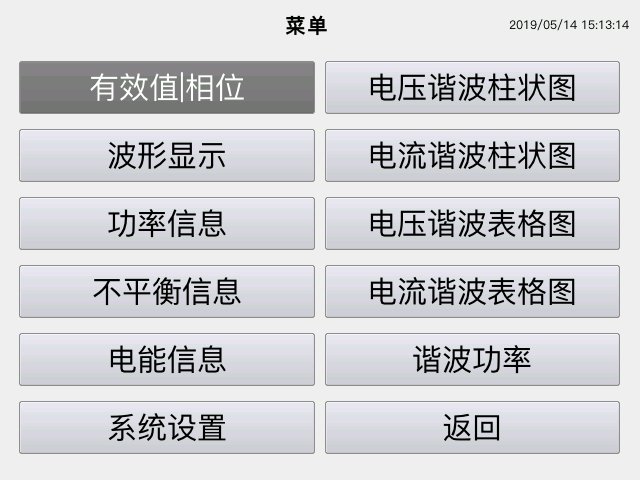 菜单
2019/05/14 15:13:14
有效值|相位
电压谐波柱状图
波形显示
电流谐波柱状图
功率信息
电压谐波表格图
不平衡信息
电流谐波表格图
电能信息
谐波功率
系统设置
返回